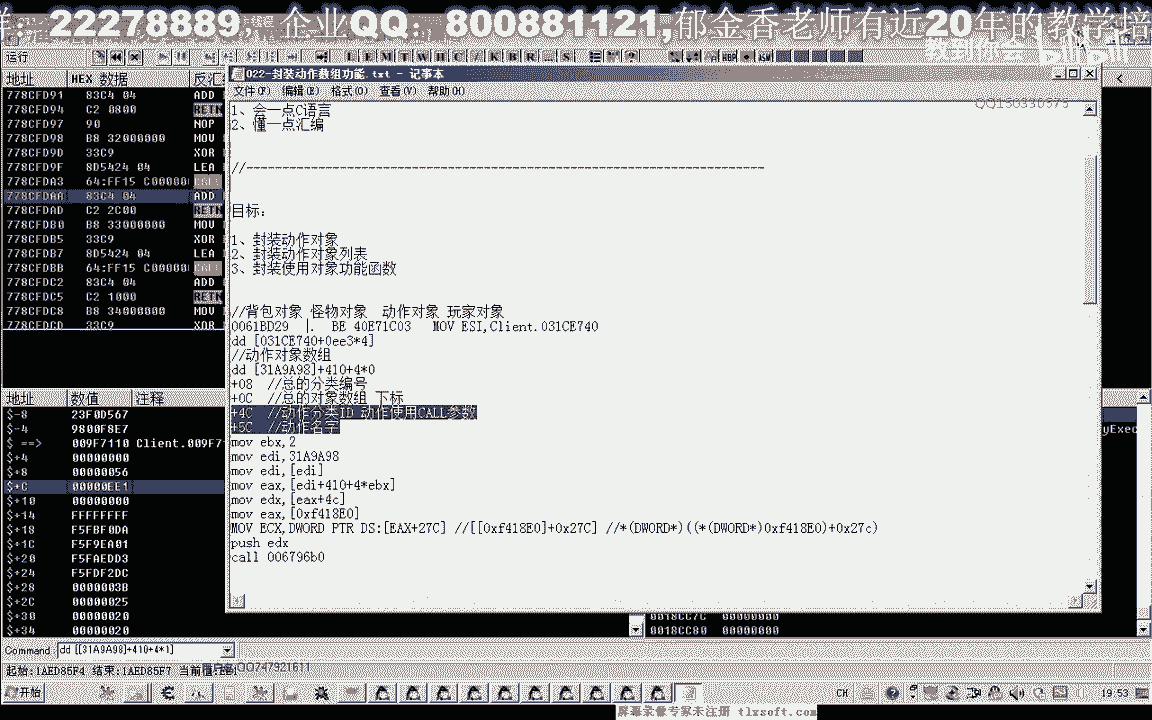 羊：22278889，企业QQ：800881121,郁金香老师有近20年的教学培
教到你会
QQ150330575
运行
L E M T W H C / K B R ... S
地址 HEX 数据 反汇
778CFD91 83C4 04 ADD
778CFD94 C2 0800 RETN
778CFD97 90 NOP
778CFD98 B8 32000000 MOV
778CFD9D 33C9 XOR
778CFD9F 8D5424 04 LEA
778CFDA3 64:FF15 C00000 CALL
778CFDAA 83C4 04 ADD
778CFDAD C2 2C00 RETN
778CFDB0 B8 33000000 MOV
778CFDB5 33C9 XOR
778CFDB7 8D5424 04 LEA
778CFDBB 64:FF15 C00000 CALL
778CFDC2 83C4 04 ADD
778CFDC5 C2 1000 RETN
778CFDC8 B8 34000000 MOV
778CFDCD 33C9 XOR
022-封装动作数组功能.txt - 记事本
文件(F) 编辑(E) 格式(O) 查看(V) 帮助(H)
1、会一点C语言
2、懂一点汇编
//------------------------------------------------------------------------
目标：
1、封装动作对象
2、封装动作对象列表
3、封装使用对象功能函数
//背包对象 怪物对象 动作对象 玩家对象
0061BD29 |. BE 40E71C03 MOV ESI,Client.031CE740
dd [031CE740+0ee3*4]
//动作对象数组
dd [31A9A98]+410+4*0
+08 //总的分类编号
+0C //总的对象数组 下标
+4C //动作分类ID 动作使用CALL参数
+5C //动作名字
mov ebx,2
mov edi,31A9A98
mov edi,[edi]
mov eax,[edi+410+4*ebx]
mov edx,[eax+4c]
mov eax,[0xf418E0]
MOV ECX,DWORD PTR DS:[EAX+27C] //[[0xf418E0]+0x27C] //*(DWORD*)((*(DWORD*)0xf418E0)+0x27c)
push edx
call 006796b0
地址 数值 注释
$-8 23F0D567
$-4 9800F8E7
$ ==> 009F7110 Client.009F7
$+4 00000000
$+8 00000056
$+C 00000EE1
$+10 00000000
$+14 FFFFFFFF
$+18 F5F8F0DA
$+1C F5F9EA01
$+20 F5FAEDD3
$+24 F5FDF2DC
$+28 0000003B
$+2C 00000025
$+30 00000020
$+34 00000020
yExec
0018CC7C 00000000
0018CC80 00000000
Command: dd [[31A9A98]+410+4*1]
起始:1AED85F4 结束:1AED85F7 当前值:EE1
QQ747921611
开始
CH
19:53
屏幕录像专家未注册 tlxsoft.com